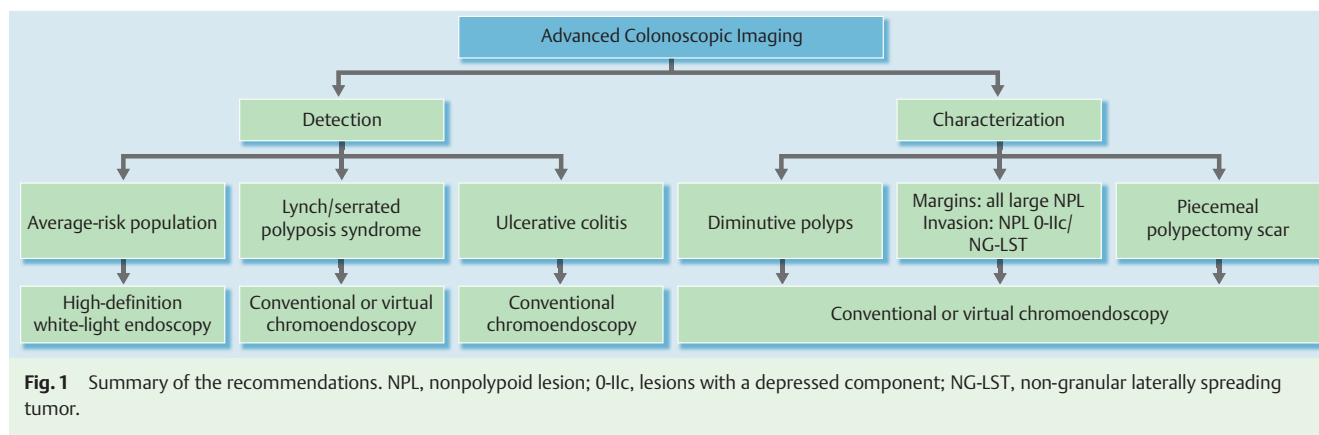 Advanced Colonoscopic Imaging
Detection
Characterization
Average-risk population
Lynch/serrated
polyposis syndrome
Ulcerative colitis
Diminutive polyps
Margins: all large NPL
Invasion: NPL 0-IIc/
NG-LST
Piecemeal
polypectomy scar
High-definition
white-light endoscopy
Conventional or virtual
chromoendoscopy
Conventional
chromoendoscopy
Conventional or virtual chromoendoscopy
Fig. 1 Summary of the recommendations. NPL, nonpolypoid lesion; 0-IIc, lesions with a depressed component; NG-LST, non-granular laterally spreading
tumor.